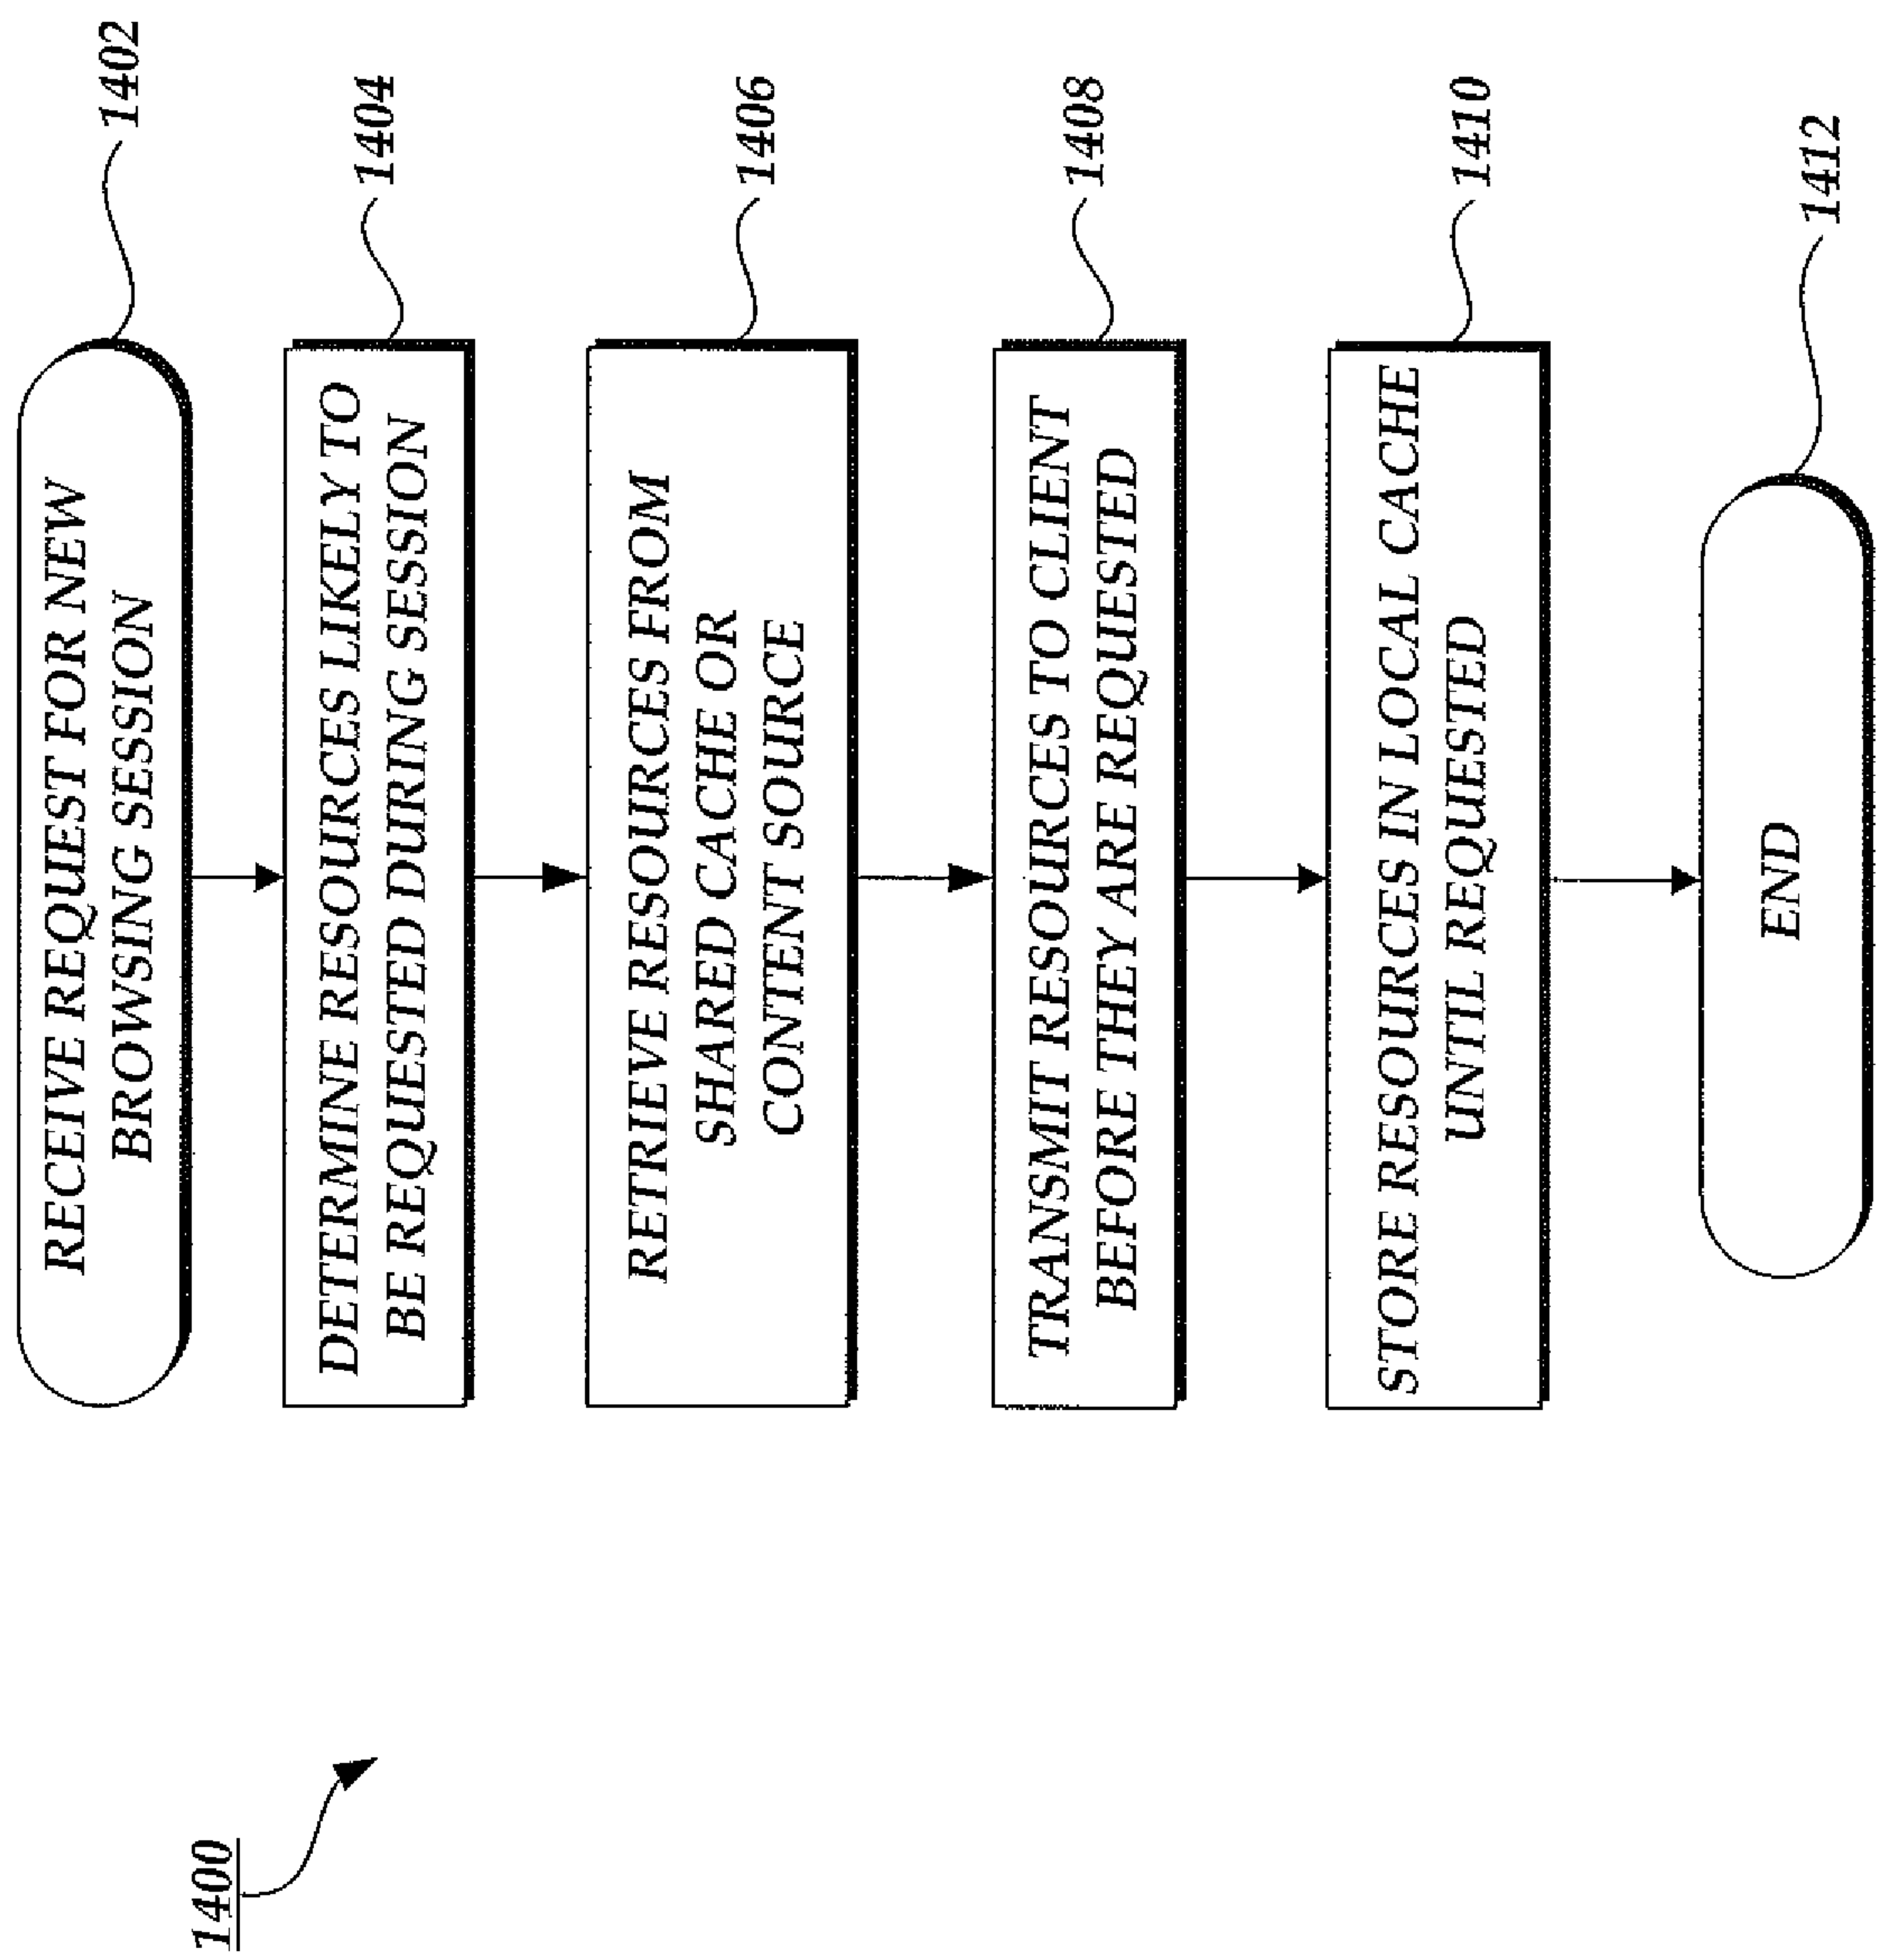 1400
RECEIVE REQUEST FOR NEW
BROWSING SESSION
1402
DETERMINE RESOURCES LIKELY TO
BE REQUESTED DURING SESSION
1404
RETRIEVE RESOURCES FROM
SHARED CACHE OR
CONTENT SOURCE
1406
TRANSMIT RESOURCES TO CLIENT
BEFORE THEY ARE REQUESTED
1408
STORE RESOURCES IN LOCAL CACHE
UNTIL REQUESTED
1410
END
1412